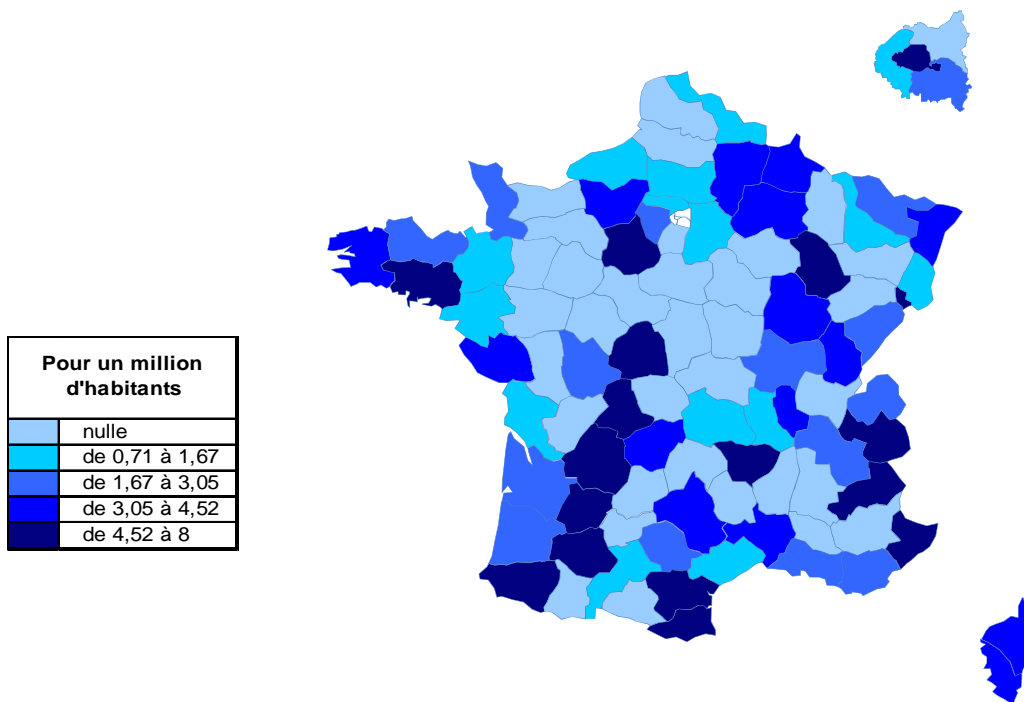 Pour un million
d'habitants
nulle
de 0,71 à 1,67
de 1,67 à 3,05
de 3,05 à 4,52
de 4,52 à 8